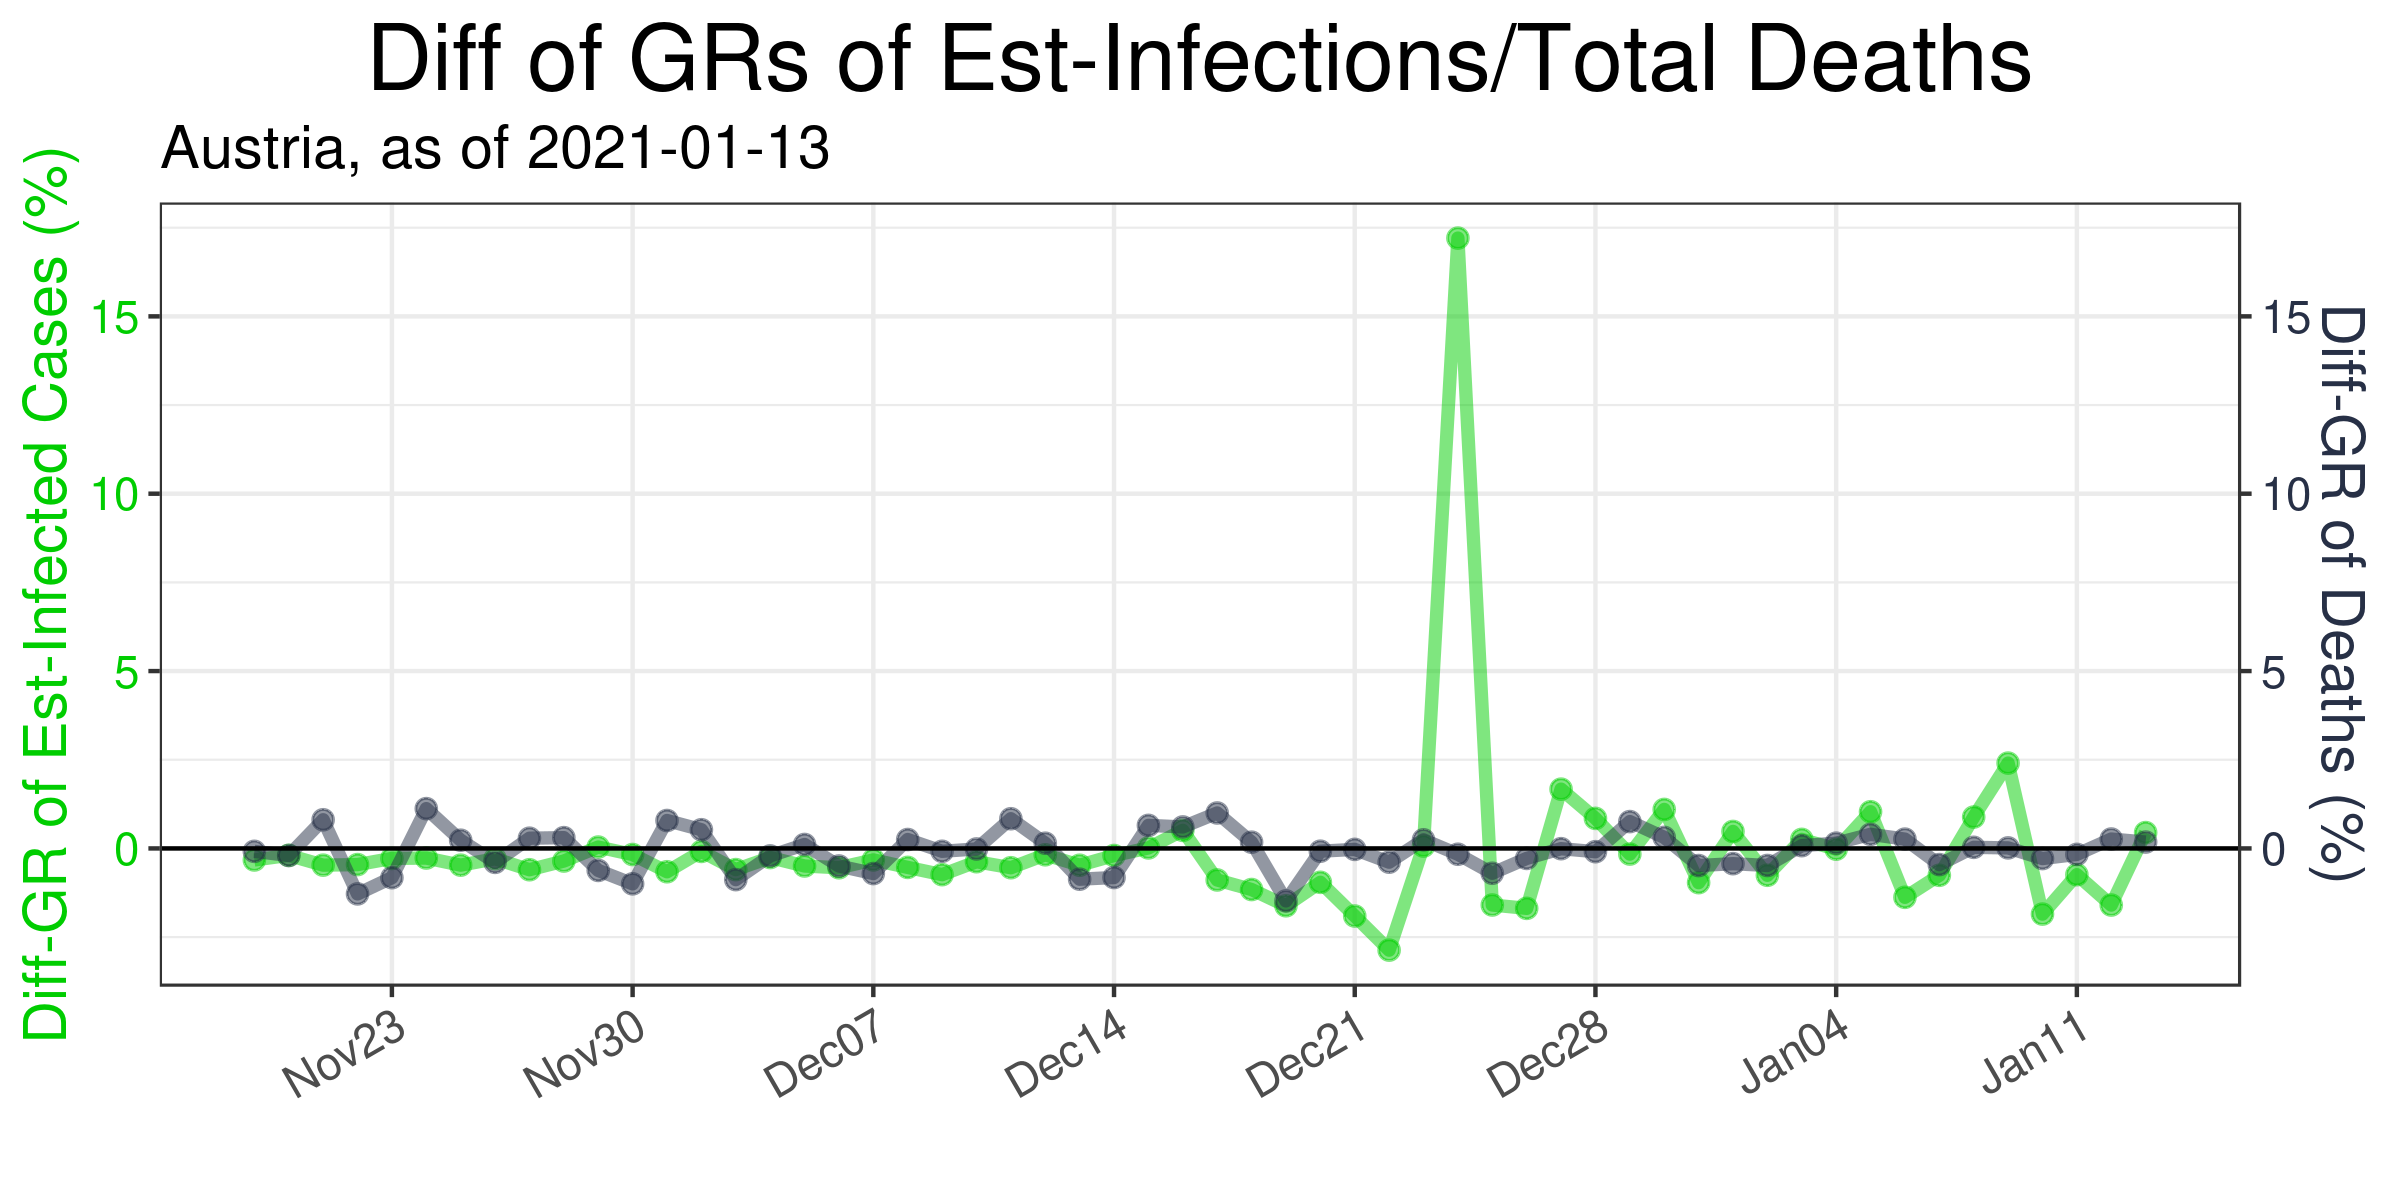 Diff of GRs of Est-Infections/Total Deaths
Austria, as of 2021-01-13
Diff-GR of Est-Infected Cases (%)
15
10
5
0
15
10
5
0
Diff-GR of Deaths (%)
Nov23
Nov30
Dec07
Dec14
Dec21
Dec28
Jan04
Jan11